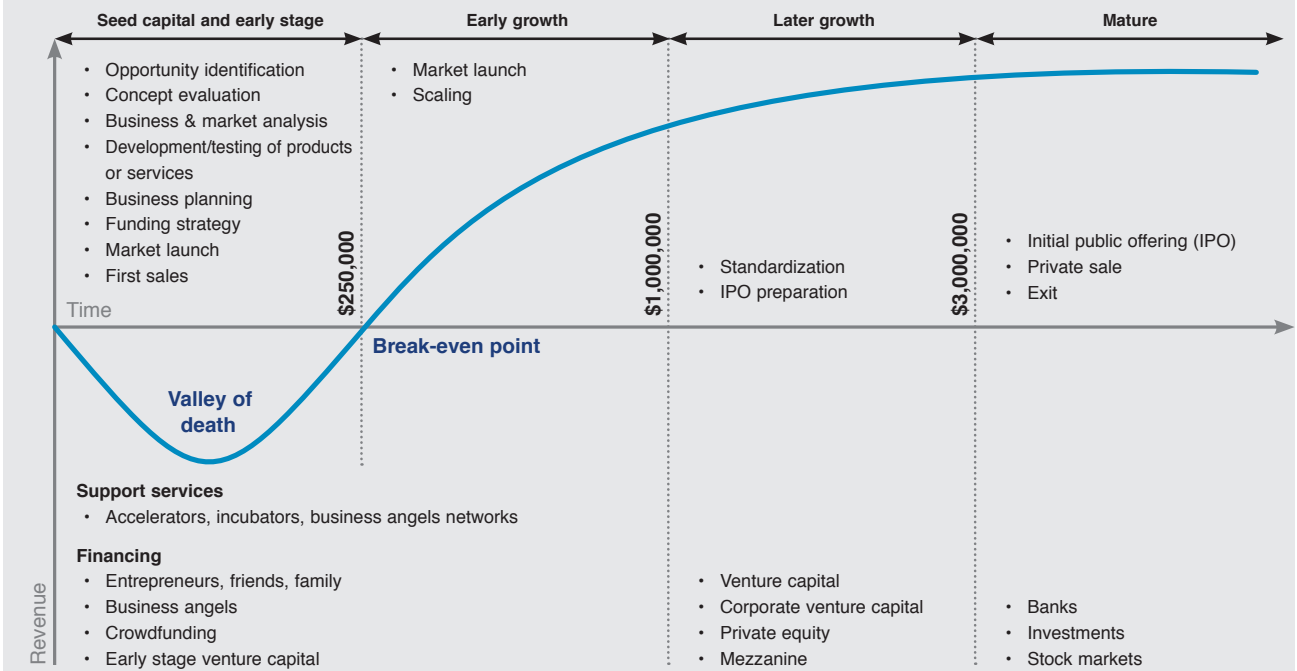 Seed capital and early stage
Early growth
Later growth
Mature
• Opportunity identification
• Concept evaluation
• Business & market analysis
• Development/testing of products
or services
• Business planning
• Funding strategy
• Market launch
• First sales
• Market launch
• Scaling
• Standardization
• IPO preparation
• Initial public offering (IPO)
• Private sale
• Exit
$250,000
$1,000,000
$3,000,000
Time
Break-even point
Valley of
death
Support services
• Accelerators, incubators, business angels networks
Financing
• Entrepreneurs, friends, family
• Business angels
• Crowdfunding
• Early stage venture capital
• Venture capital
• Corporate venture capital
• Private equity
• Mezzanine
• Banks
• Investments
• Stock markets
Revenue